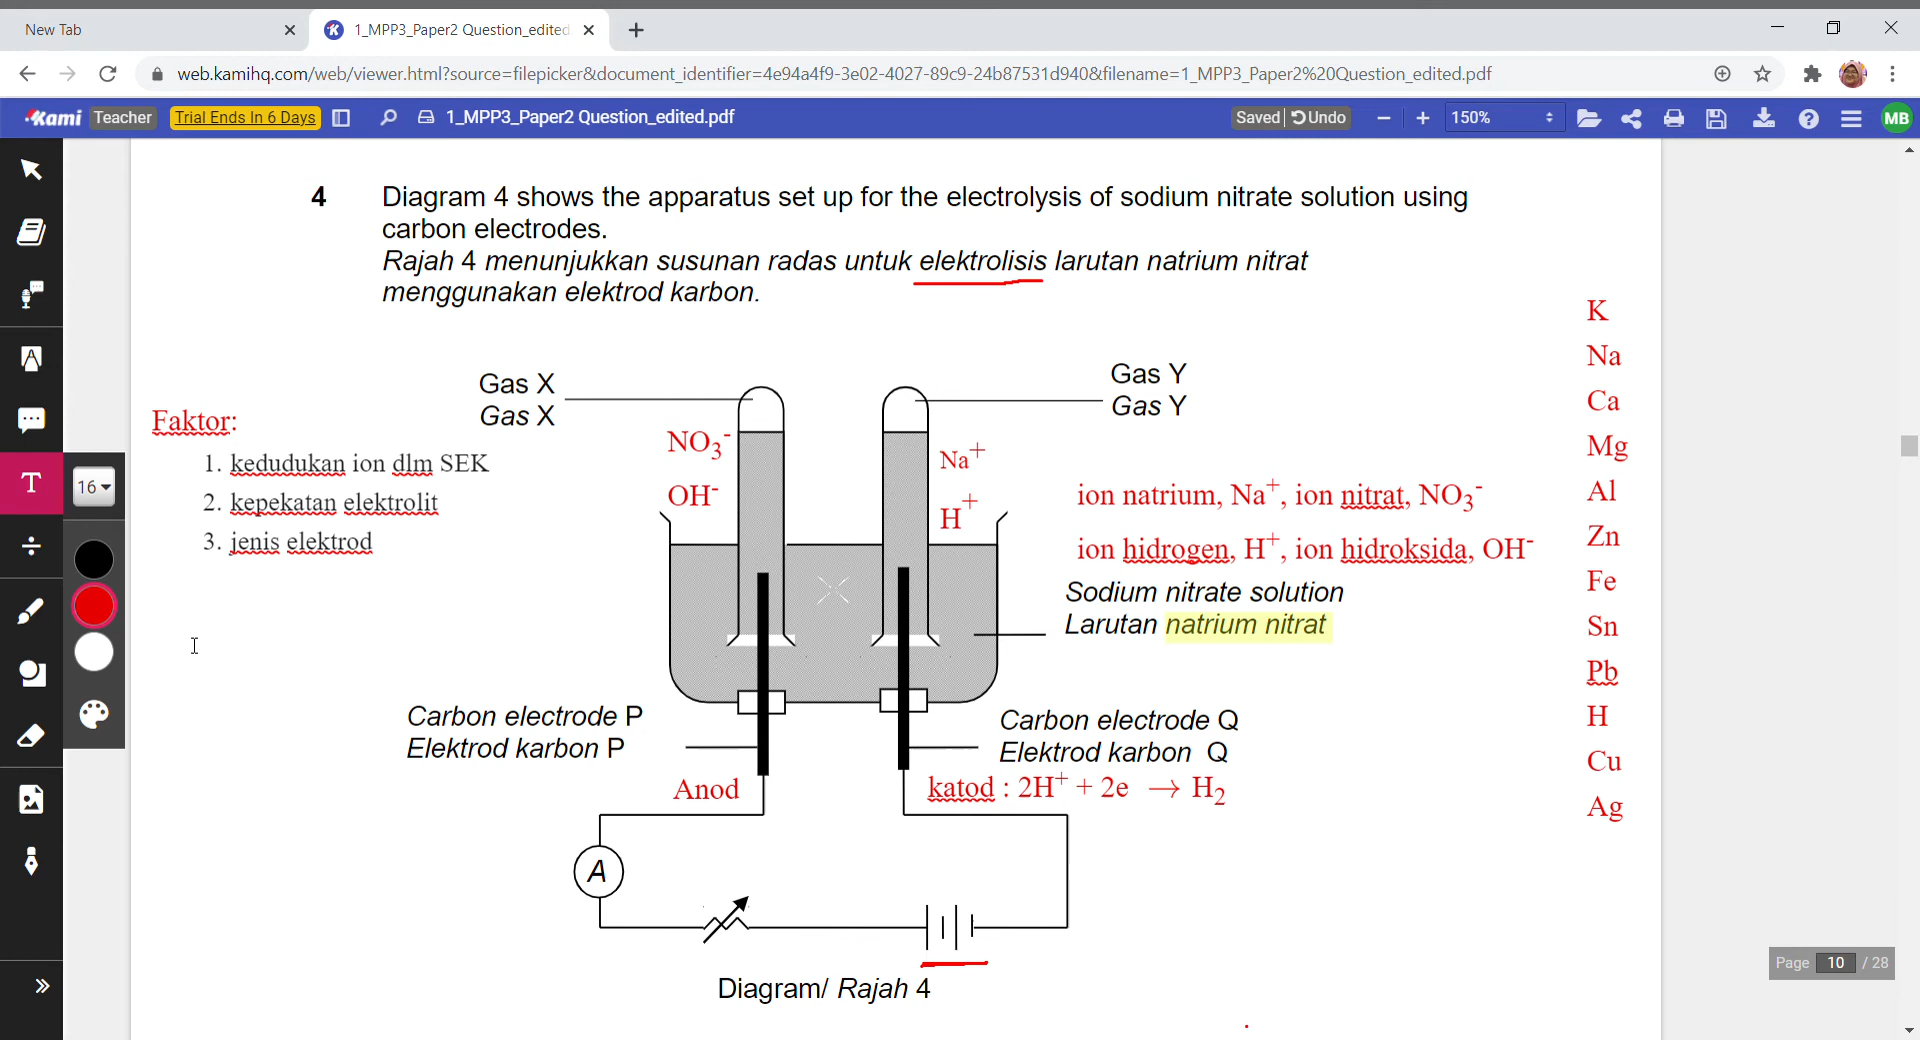 New Tab
1_MPP3_Paper2 Question_edited
web.kamihq.com/web/viewer.html?source=filepicker&document_identifier=4e94a4f9-3e02-4027-89c9-24b87531d940&filename=1_MPP3_Paper2%20Question_edited.pdf
Kami Teacher Trial Ends In 6 Days 1_MPP3_Paper2 Question_edited.pdf Saved Undo 150% MB
4 Diagram 4 shows the apparatus set up for the electrolysis of sodium nitrate solution using
carbon electrodes.
Rajah 4 menunjukkan susunan radas untuk elektrolisis larutan natrium nitrat
menggunakan elektrod karbon.
Gas X
Gas X
Gas Y
Gas Y
Faktor:
1. kedudukan ion dlm SEK
2. kepekatan elektrolit
3. jenis elektrod
NO₃⁻
OH⁻
Na⁺
H⁺
ion natrium, Na⁺, ion nitrat, NO₃⁻
ion hidrogen, H⁺, ion hidroksida, OH⁻
Sodium nitrate solution
Larutan natrium nitrat
Carbon electrode P
Elektrod karbon P
Carbon electrode Q
Elektrod karbon Q
Anod
katod : 2H⁺ + 2e → H₂
A
Diagram/ Rajah 4
K
Na
Ca
Mg
Al
Zn
Fe
Sn
Pb
H
Cu
Ag
T
16
Page 10 / 28